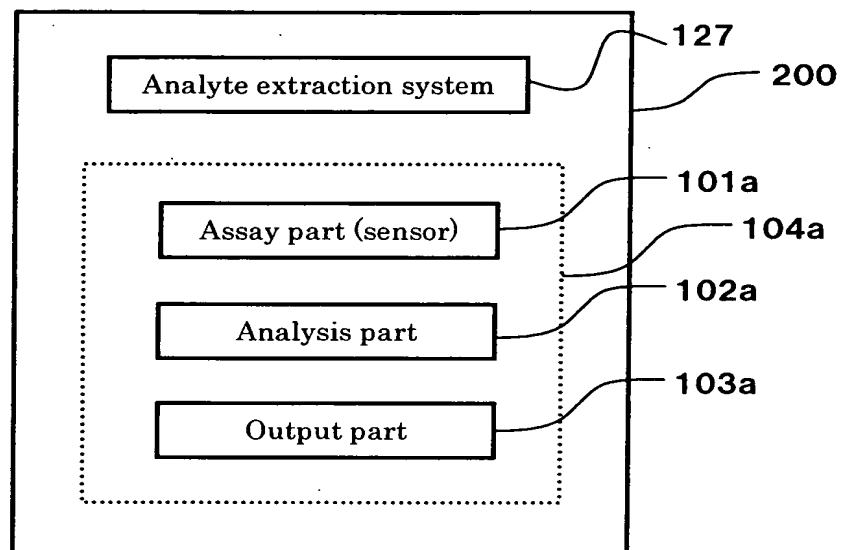 127
Analyte extraction system
200
101a
Assay part (sensor)
104a
102a
Analysis part
103a
Output part